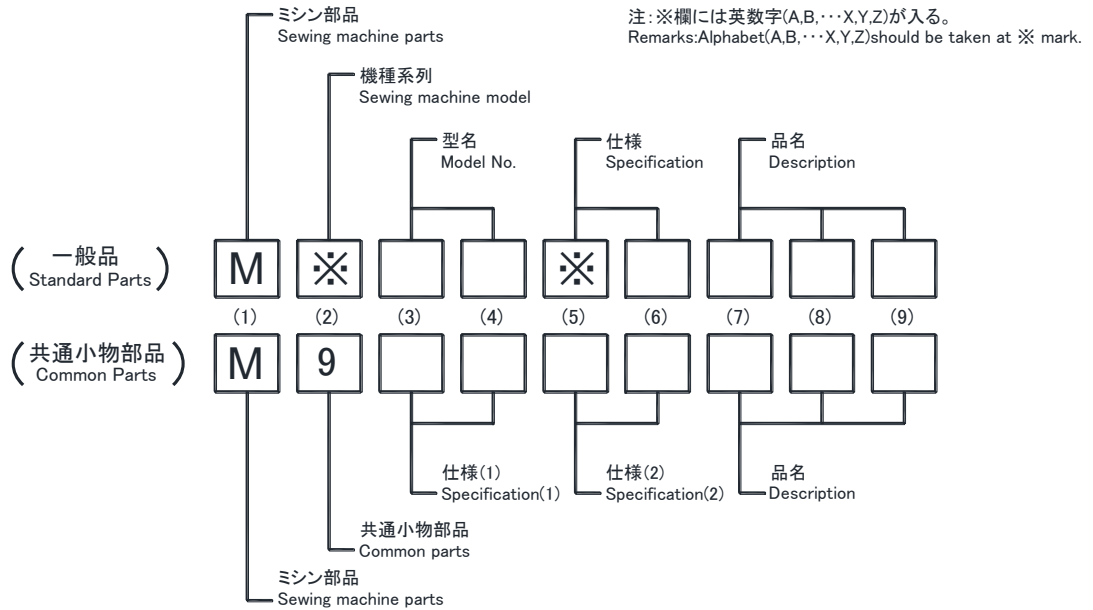 ミシン部品
Sewing machine parts
注:※欄には英数字(A,B,･･･X,Y,Z)が入る。
Remarks:Alphabet(A,B,･･･X,Y,Z)should be taken at ※ mark.
機種系列
Sewing machine model
型名
Model No.
仕様
Specification
品名
Description
一般品
Standard Parts
M ※ ※
(1) (2) (3) (4) (5) (6) (7) (8) (9)
共通小物部品
Common Parts
M 9
仕様(1)
Specification(1)
仕様(2)
Specification(2)
品名
Description
共通小物部品
Common parts
ミシン部品
Sewing machine parts